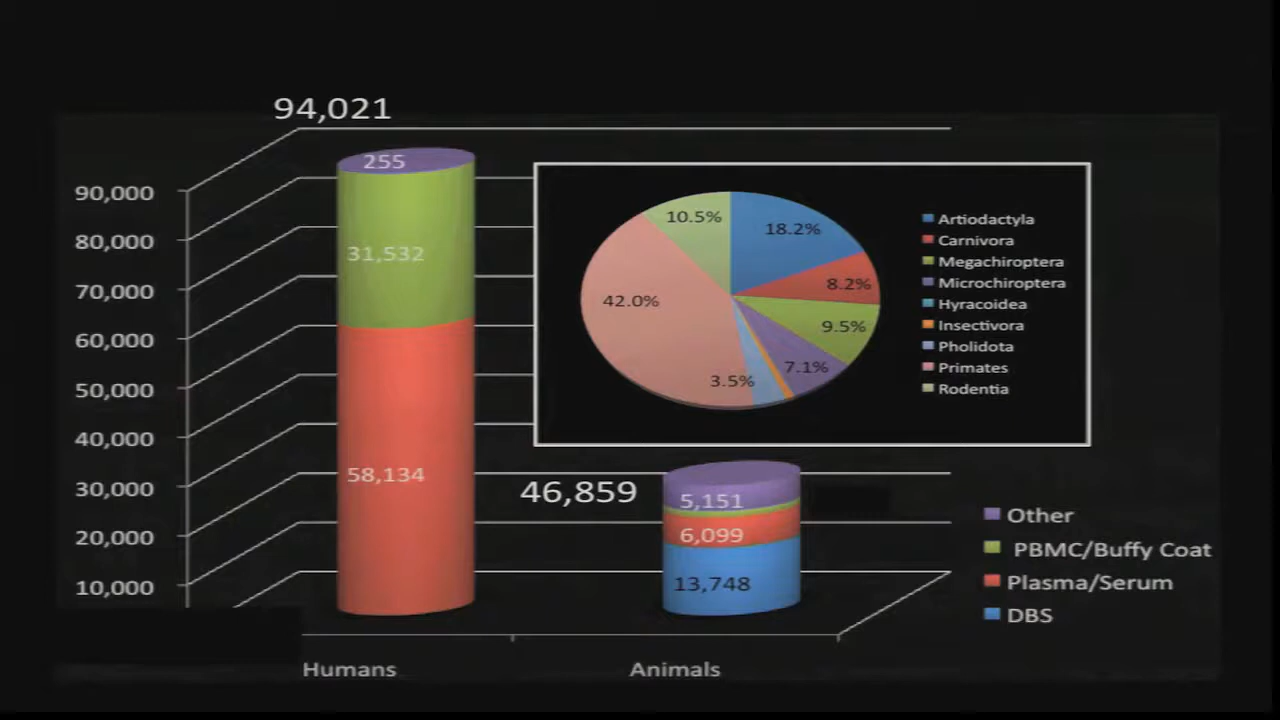 94,021
255
90,000
31,532
80,000
70,000
60,000
50,000
40,000
58,134
30,000
20,000
10,000
46,859
5,151
6,099
13,748
Humans
Animals
10.5%
18.2%
8.2%
42.0%
9.5%
7.1%
3.5%
Artiodactyla
Carnivora
Megachiroptera
Microchiroptera
Hyracoidea
Insectivora
Pholidota
Primates
Rodentia
Other
PBMC/Buffy Coat
Plasma/Serum
DBS